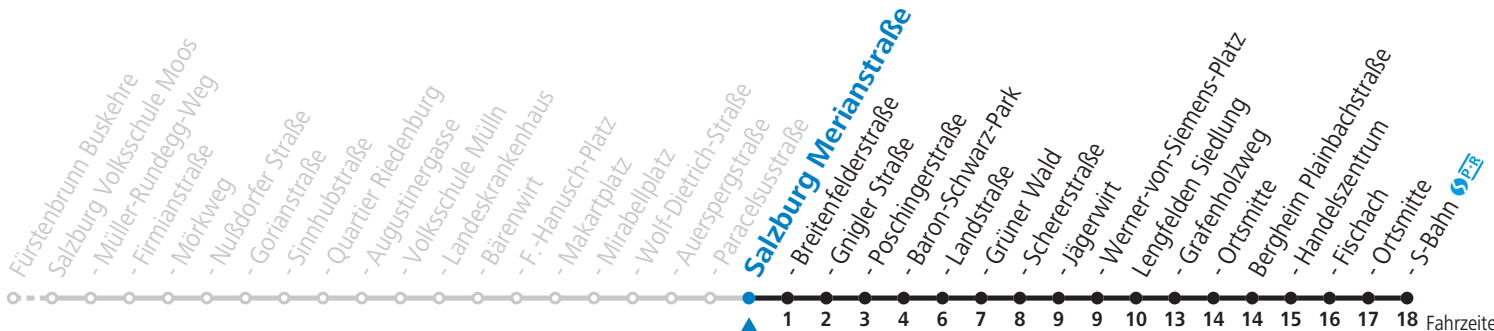 Fürstenbrunn Buskehre
Salzburg Volksschule Moos
- Müller-Rundegg-Weg
- Firmianstraße
- Mörkweg
- Nußdorfer Straße
- Gorianstraße
- Sinnhubstraße
- Quartier Riedenburg
- Augustinergasse
- Volksschule Mülln
- Landeskrankenhaus
- Bärenwirt
- F.-Hanusch-Platz
- Makartplatz
- Mirabellplatz
- Wolf-Dietrich-Straße
- Auerspergstraße
- Paracelsusstraße
Salzburg Merianstraße
- Breitenfelderstraße
- Gnigler Straße
- Poschingerstraße
- Baron-Schwarz-Park
- Landstraße
- Grüner Wald
- Schererstraße
- Jägerwirt
- Werner-von-Siemens-Platz
Lengfelden Siedlung
- Grafenholzweg
- Ortsmitte
Bergheim Plainbachstraße
- Handelszentrum
- Fischach
- Ortsmitte
- S-Bahn S P+R
1 2 3 4 6 7 8 9 9 10 13 14 14 15 16 17 18 Fahrzeite